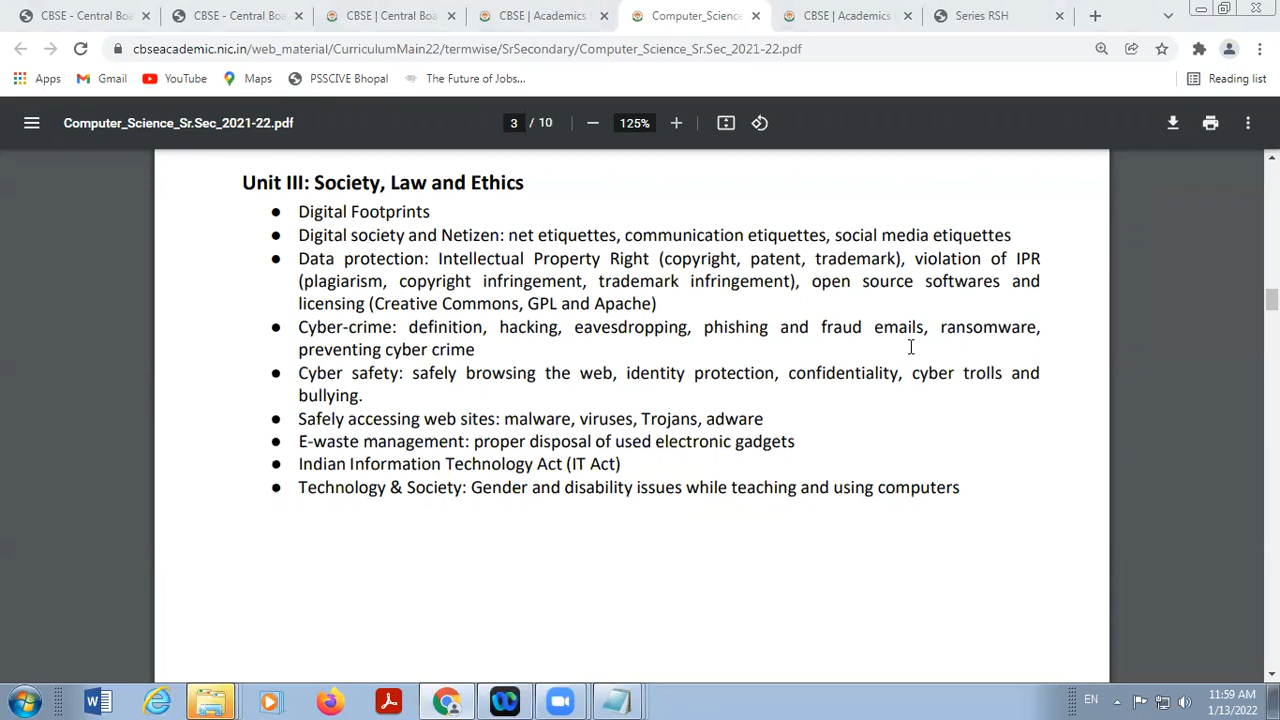 CBSE - Central Boa
CBSE - Central Boa
CBSE | Central Boa
CBSE | Academics
Computer_Science
CBSE | Academics
Series RSH
cbseacademic.nic.in/web_material/CurriculumMain22/termwise/SrSecondary/Computer_Science_Sr.Sec_2021-22.pdf
Apps Gmail YouTube Maps PSSCIVE Bhopal The Future of Jobs... Reading list
Computer_Science_Sr.Sec_2021-22.pdf 3 / 10 125%
Unit III: Society, Law and Ethics
● Digital Footprints
● Digital society and Netizen: net etiquettes, communication etiquettes, social media etiquettes
● Data protection: Intellectual Property Right (copyright, patent, trademark), violation of IPR
(plagiarism, copyright infringement, trademark infringement), open source softwares and
licensing (Creative Commons, GPL and Apache)
● Cyber-crime: definition, hacking, eavesdropping, phishing and fraud emails, ransomware,
preventing cyber crime
● Cyber safety: safely browsing the web, identity protection, confidentiality, cyber trolls and
bullying.
● Safely accessing web sites: malware, viruses, Trojans, adware
● E-waste management: proper disposal of used electronic gadgets
● Indian Information Technology Act (IT Act)
● Technology & Society: Gender and disability issues while teaching and using computers
EN
11:59 AM
1/13/2022